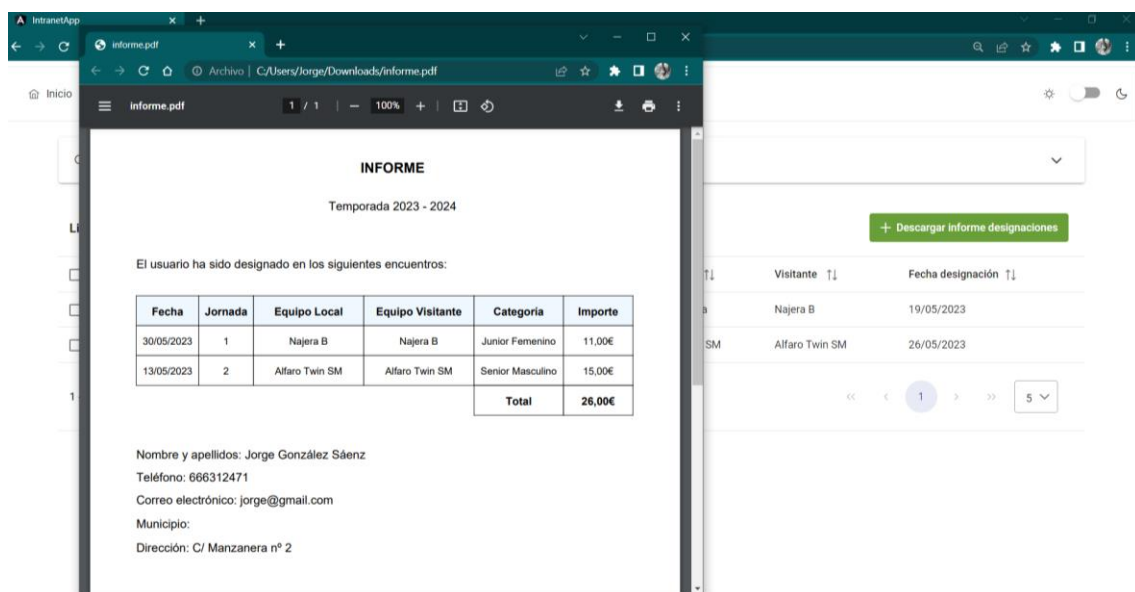 IntranetApp
informe.pdf
Archivo | C:/Users/Jorge/Downloads/informe.pdf
Inicio
informe.pdf 1 / 1 100%
INFORME
Temporada 2023 - 2024
Li
+ Descargar informe designaciones
El usuario ha sido designado en los siguientes encuentros:
Visitante Fecha designación
Fecha Jornada Equipo Local Equipo Visitante Categoría Importe
a Najera B 19/05/2023
30/05/2023 1 Najera B Najera B Junior Femenino 11,00€
SM Alfaro Twin SM 26/05/2023
13/05/2023 2 Alfaro Twin SM Alfaro Twin SM Senior Masculino 15,00€
1 << < 1 > >> 5
Total 26,00€
Nombre y apellidos: Jorge González Sáenz
Teléfono: 666312471
Correo electrónico: jorge@gmail.com
Municipio:
Dirección: C/ Manzanera nº 2